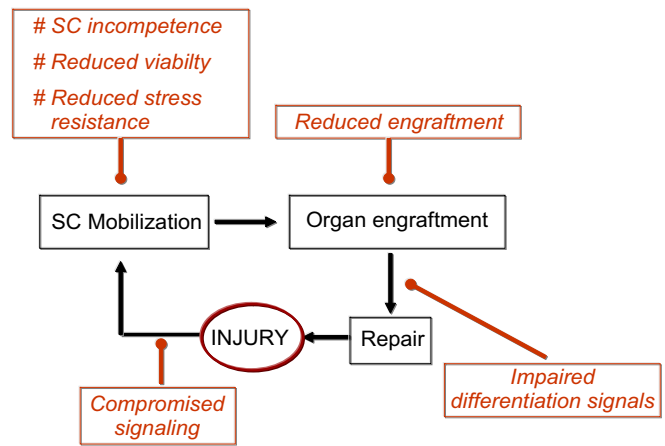 # SC incompetence
# Reduced viabilty
# Reduced stress
resistance
Reduced engraftment
SC Mobilization
Organ engraftment
INJURY
Repair
Compromised
signaling
Impaired
differentiation signals